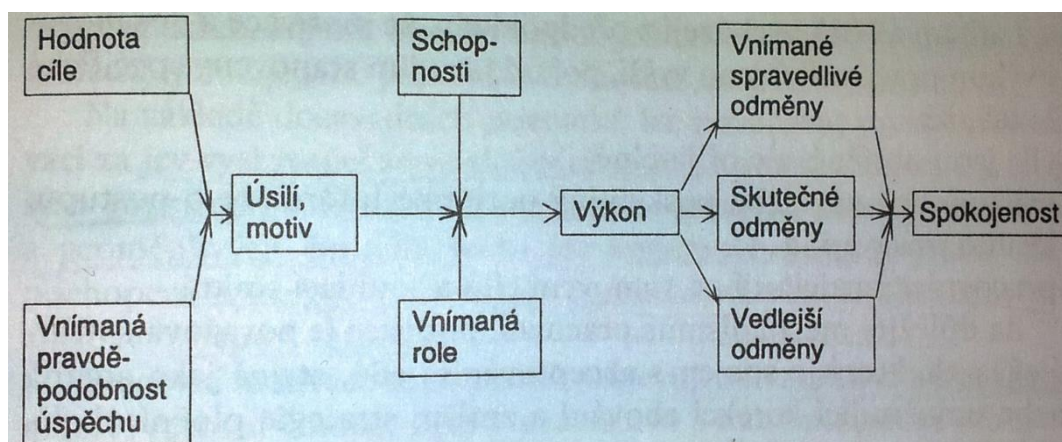 Hodnota
cíle
Schop-
nosti
Vnímané
spravedlivé
odměny
Úsilí,
motiv
Výkon
Skutečné
odměny
Spokojenost
Vnímaná
pravdě-
podobnost
úspěchu
Vnímaná
role
Vedlejší
odměny